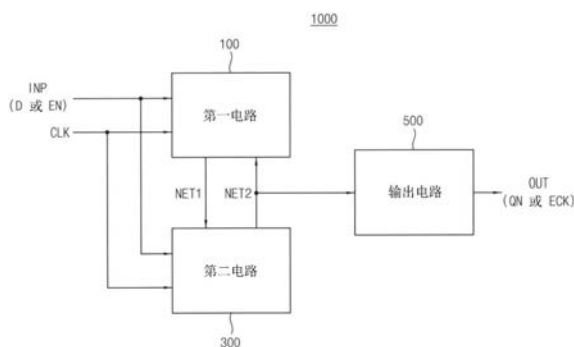 1000
100
INP
(D 或 EN)
CLK
第一电路
500
NET1
NET2
输出电路
OUT
(QN 或 ECK)
第二电路
300